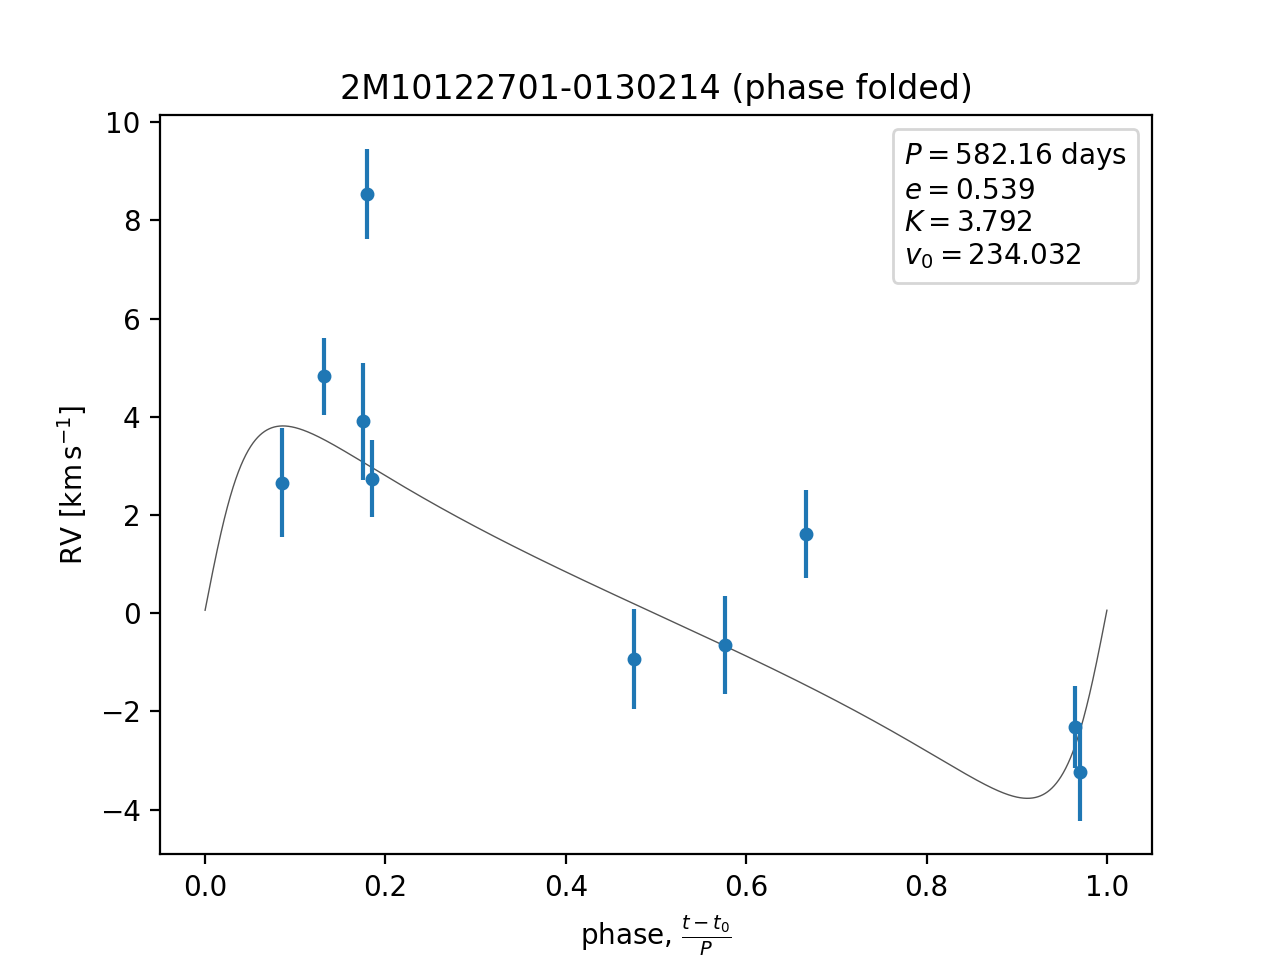 2M10122701-0130214 (phase folded)
P = 582.16 days
e = 0.539
K = 3.792
v₀ = 234.032
10
8
6
4
2
0
−2
−4
RV [km s⁻¹]
0.0 0.2 0.4 0.6 0.8 1.0
phase, (t − t₀)/P